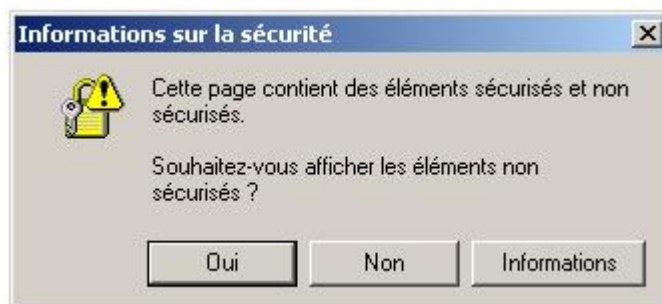 Informations sur la sécurité
Cette page contient des éléments sécurisés et non
sécurisés.
Souhaitez-vous afficher les éléments non
sécurisés ?
Oui
Non
Informations